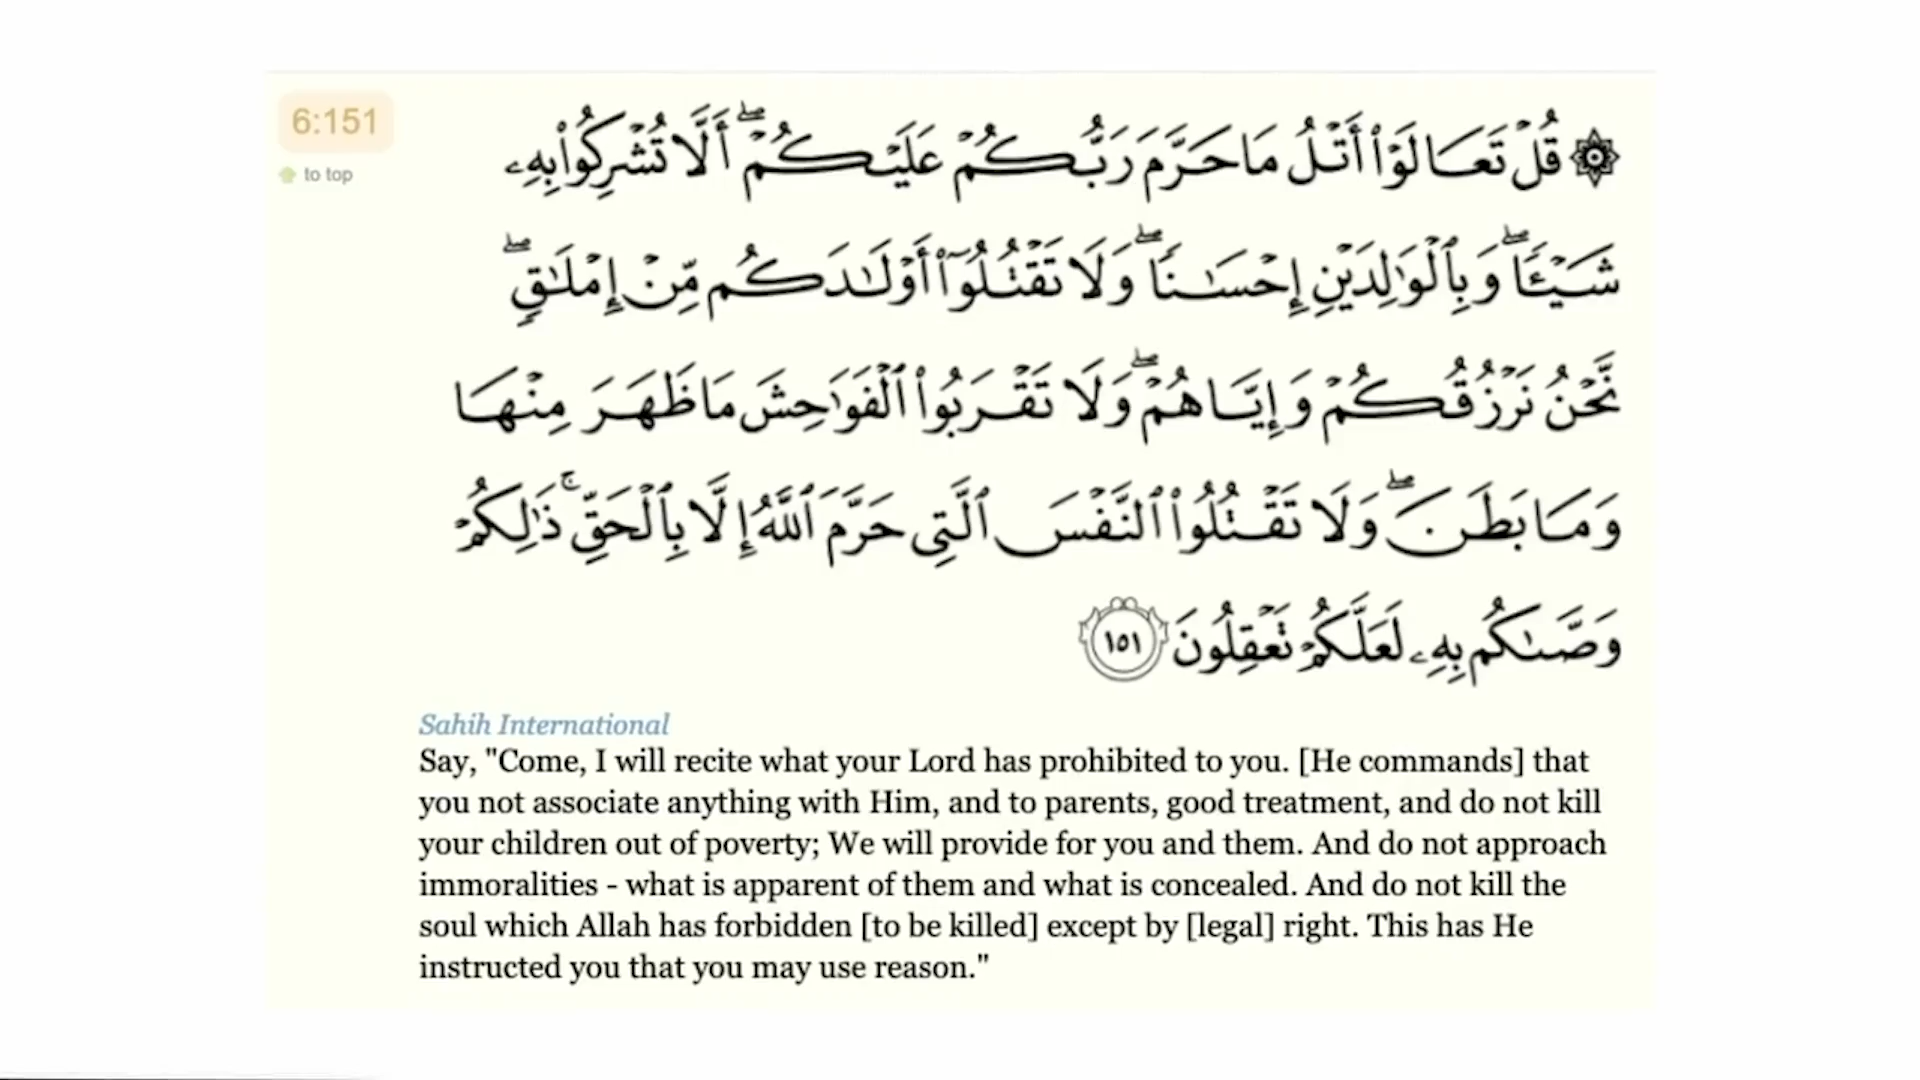 6:151
to top
۞ قُلْ تَعَالَوْا۟ أَتْلُ مَا حَرَّمَ رَبُّكُمْ عَلَيْكُمْ ۖ أَلَّا تُشْرِكُوا۟ بِهِۦ
شَيْـًٔا ۖ وَبِٱلْوَٰلِدَيْنِ إِحْسَـٰنًا ۖ وَلَا تَقْتُلُوٓا۟ أَوْلَـٰدَكُم مِّنْ إِمْلَـٰقٍ ۖ
نَّحْنُ نَرْزُقُكُمْ وَإِيَّاهُمْ ۖ وَلَا تَقْرَبُوا۟ ٱلْفَوَٰحِشَ مَا ظَهَرَ مِنْهَا
وَمَا بَطَنَ ۖ وَلَا تَقْتُلُوا۟ ٱلنَّفْسَ ٱلَّتِى حَرَّمَ ٱللَّهُ إِلَّا بِٱلْحَقِّ ۚ ذَٰلِكُمْ
وَصَّىٰكُم بِهِۦ لَعَلَّكُمْ تَعْقِلُونَ ١٥١
Sahih International
Say, "Come, I will recite what your Lord has prohibited to you. [He commands] that
you not associate anything with Him, and to parents, good treatment, and do not kill
your children out of poverty; We will provide for you and them. And do not approach
immoralities - what is apparent of them and what is concealed. And do not kill the
soul which Allah has forbidden [to be killed] except by [legal] right. This has He
instructed you that you may use reason."